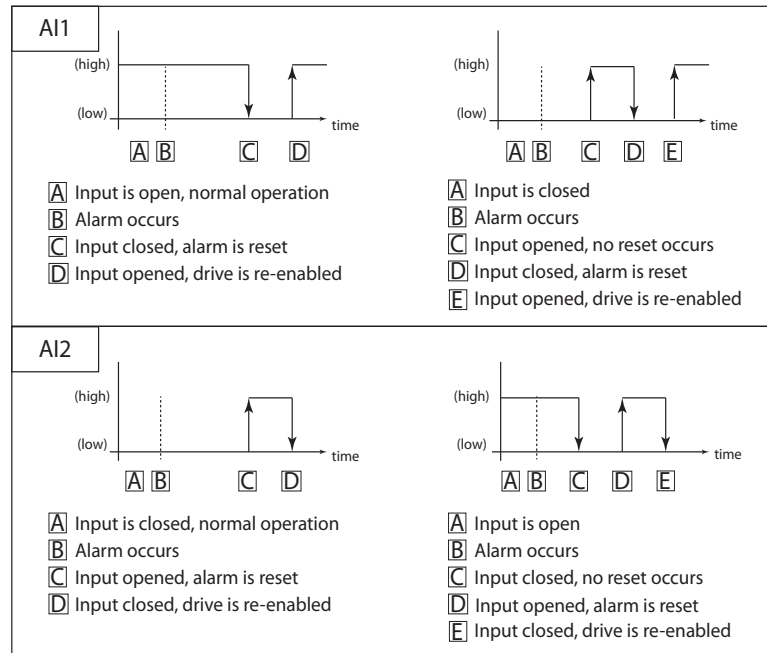 AI1
(high)
(low)
time
A B C D
A Input is open, normal operation
B Alarm occurs
C Input closed, alarm is reset
D Input opened, drive is re-enabled
(high)
(low)
time
A B C D E
A Input is closed
B Alarm occurs
C Input opened, no reset occurs
D Input closed, alarm is reset
E Input opened, drive is re-enabled
AI2
(high)
(low)
time
A B C D
A Input is closed, normal operation
B Alarm occurs
C Input opened, alarm is reset
D Input closed, drive is re-enabled
(high)
(low)
time
A B C D E
A Input is open
B Alarm occurs
C Input closed, no reset occurs
D Input opened, alarm is reset
E Input closed, drive is re-enabled